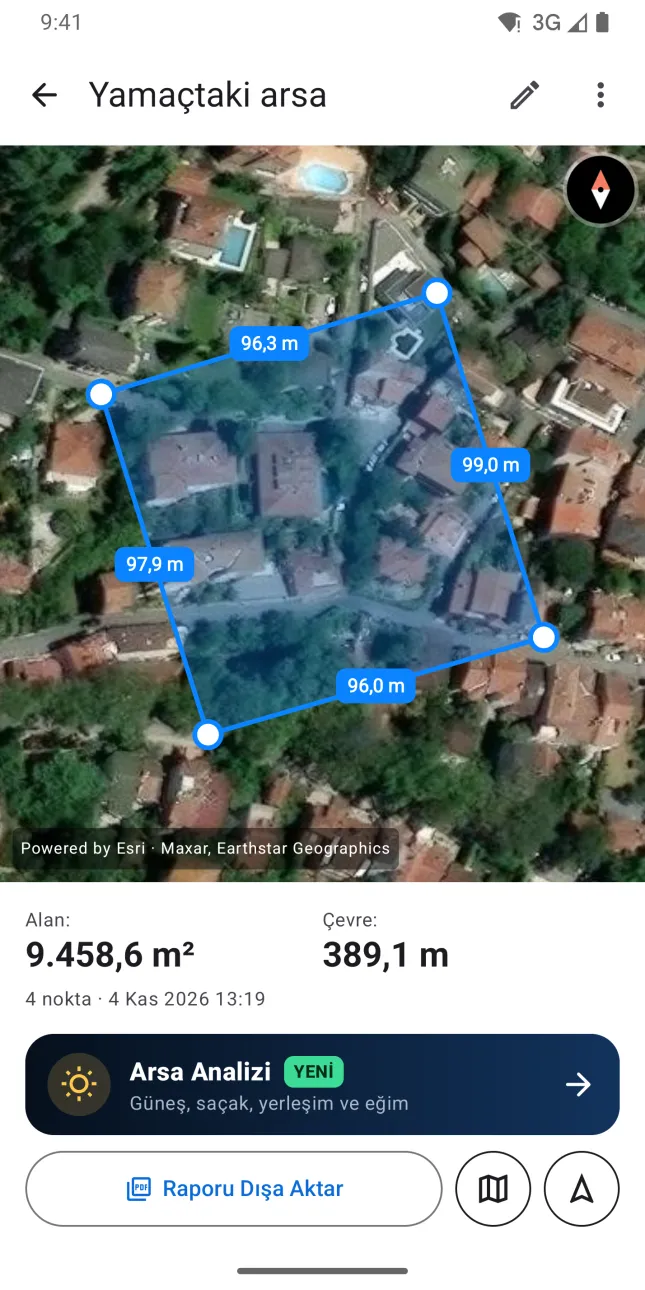 9:41
3G
Yamaçtaki arsa
96,3 m
99,0 m
97,9 m
96,0 m
Powered by Esri · Maxar, Earthstar Geographics
Alan:
Çevre:
9.458,6 m²
389,1 m
4 nokta · 4 Kas 2026 13:19
Arsa Analizi
YENİ
Güneş, saçak, yerleşim ve eğim
PDF
Raporu Dışa Aktar